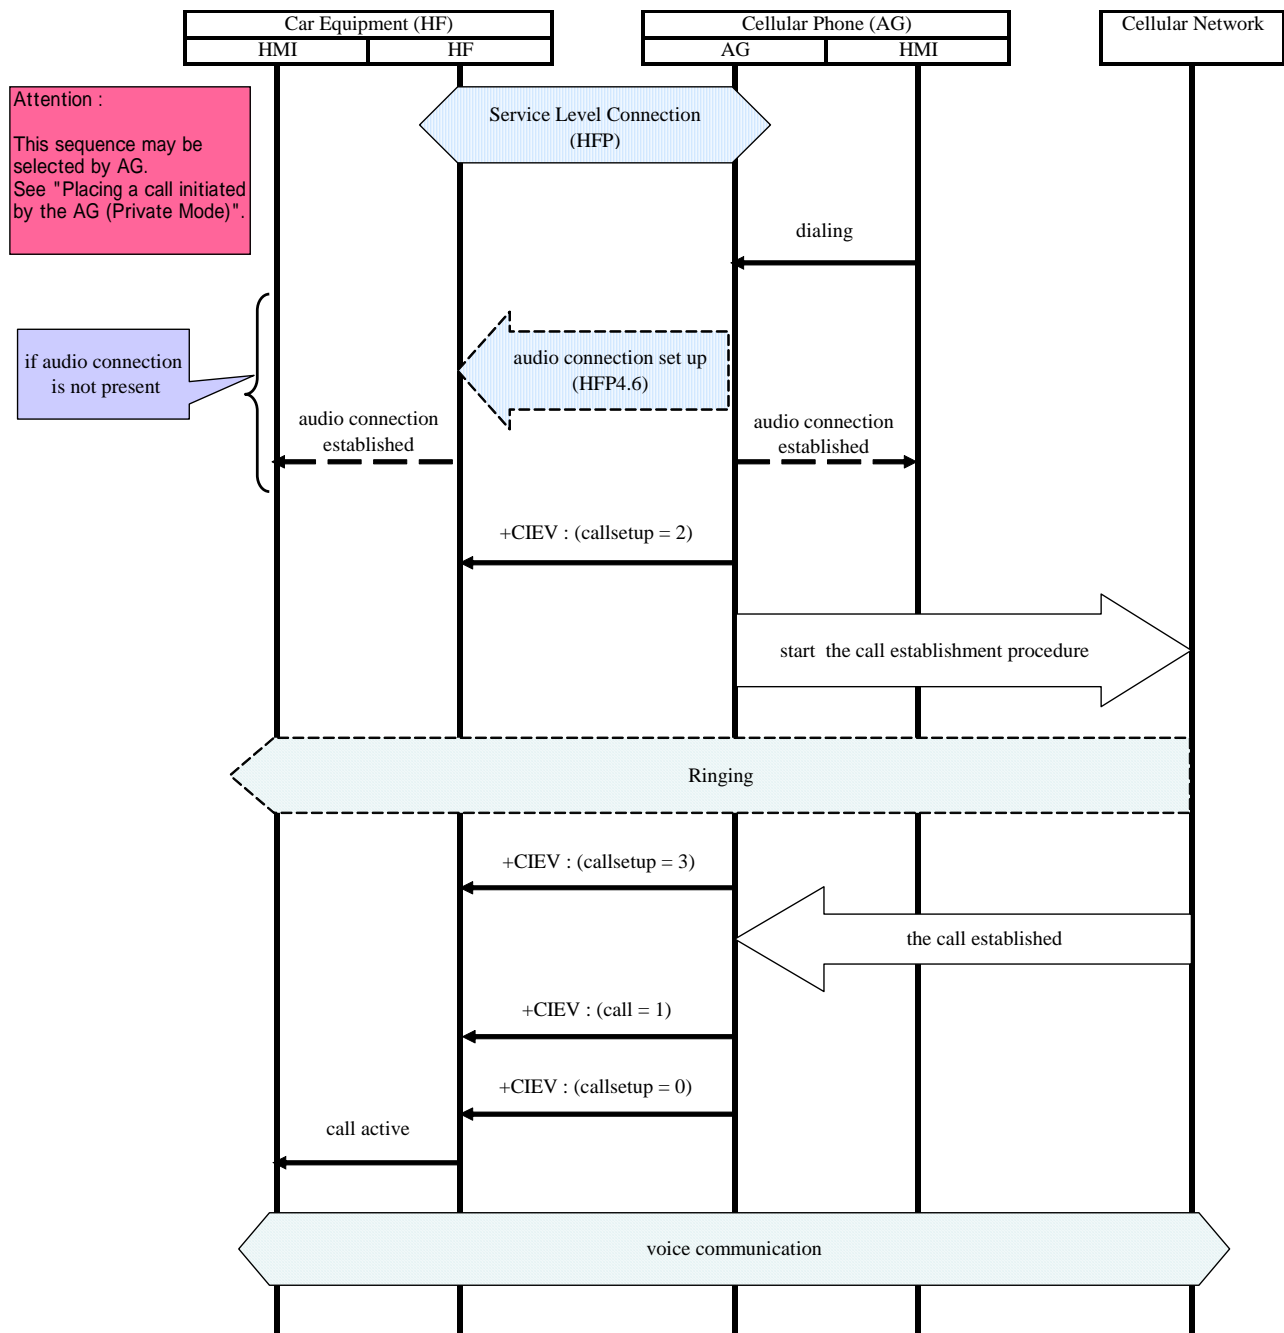 Car Equipment (HF)
Cellular Phone (AG)
Cellular Network
HMI
HF
AG
HMI
Attention :
This sequence may be
selected by AG.
See "Placing a call initiated
by the AG (Private Mode)".
Service Level Connection
(HFP)
dialing
if audio connection
is not present
audio connection set up
(HFP4.6)
audio connection
established
audio connection
established
+CIEV : (callsetup = 2)
start the call establishment procedure
Ringing
+CIEV : (callsetup = 3)
the call established
+CIEV : (call = 1)
+CIEV : (callsetup = 0)
call active
voice communication